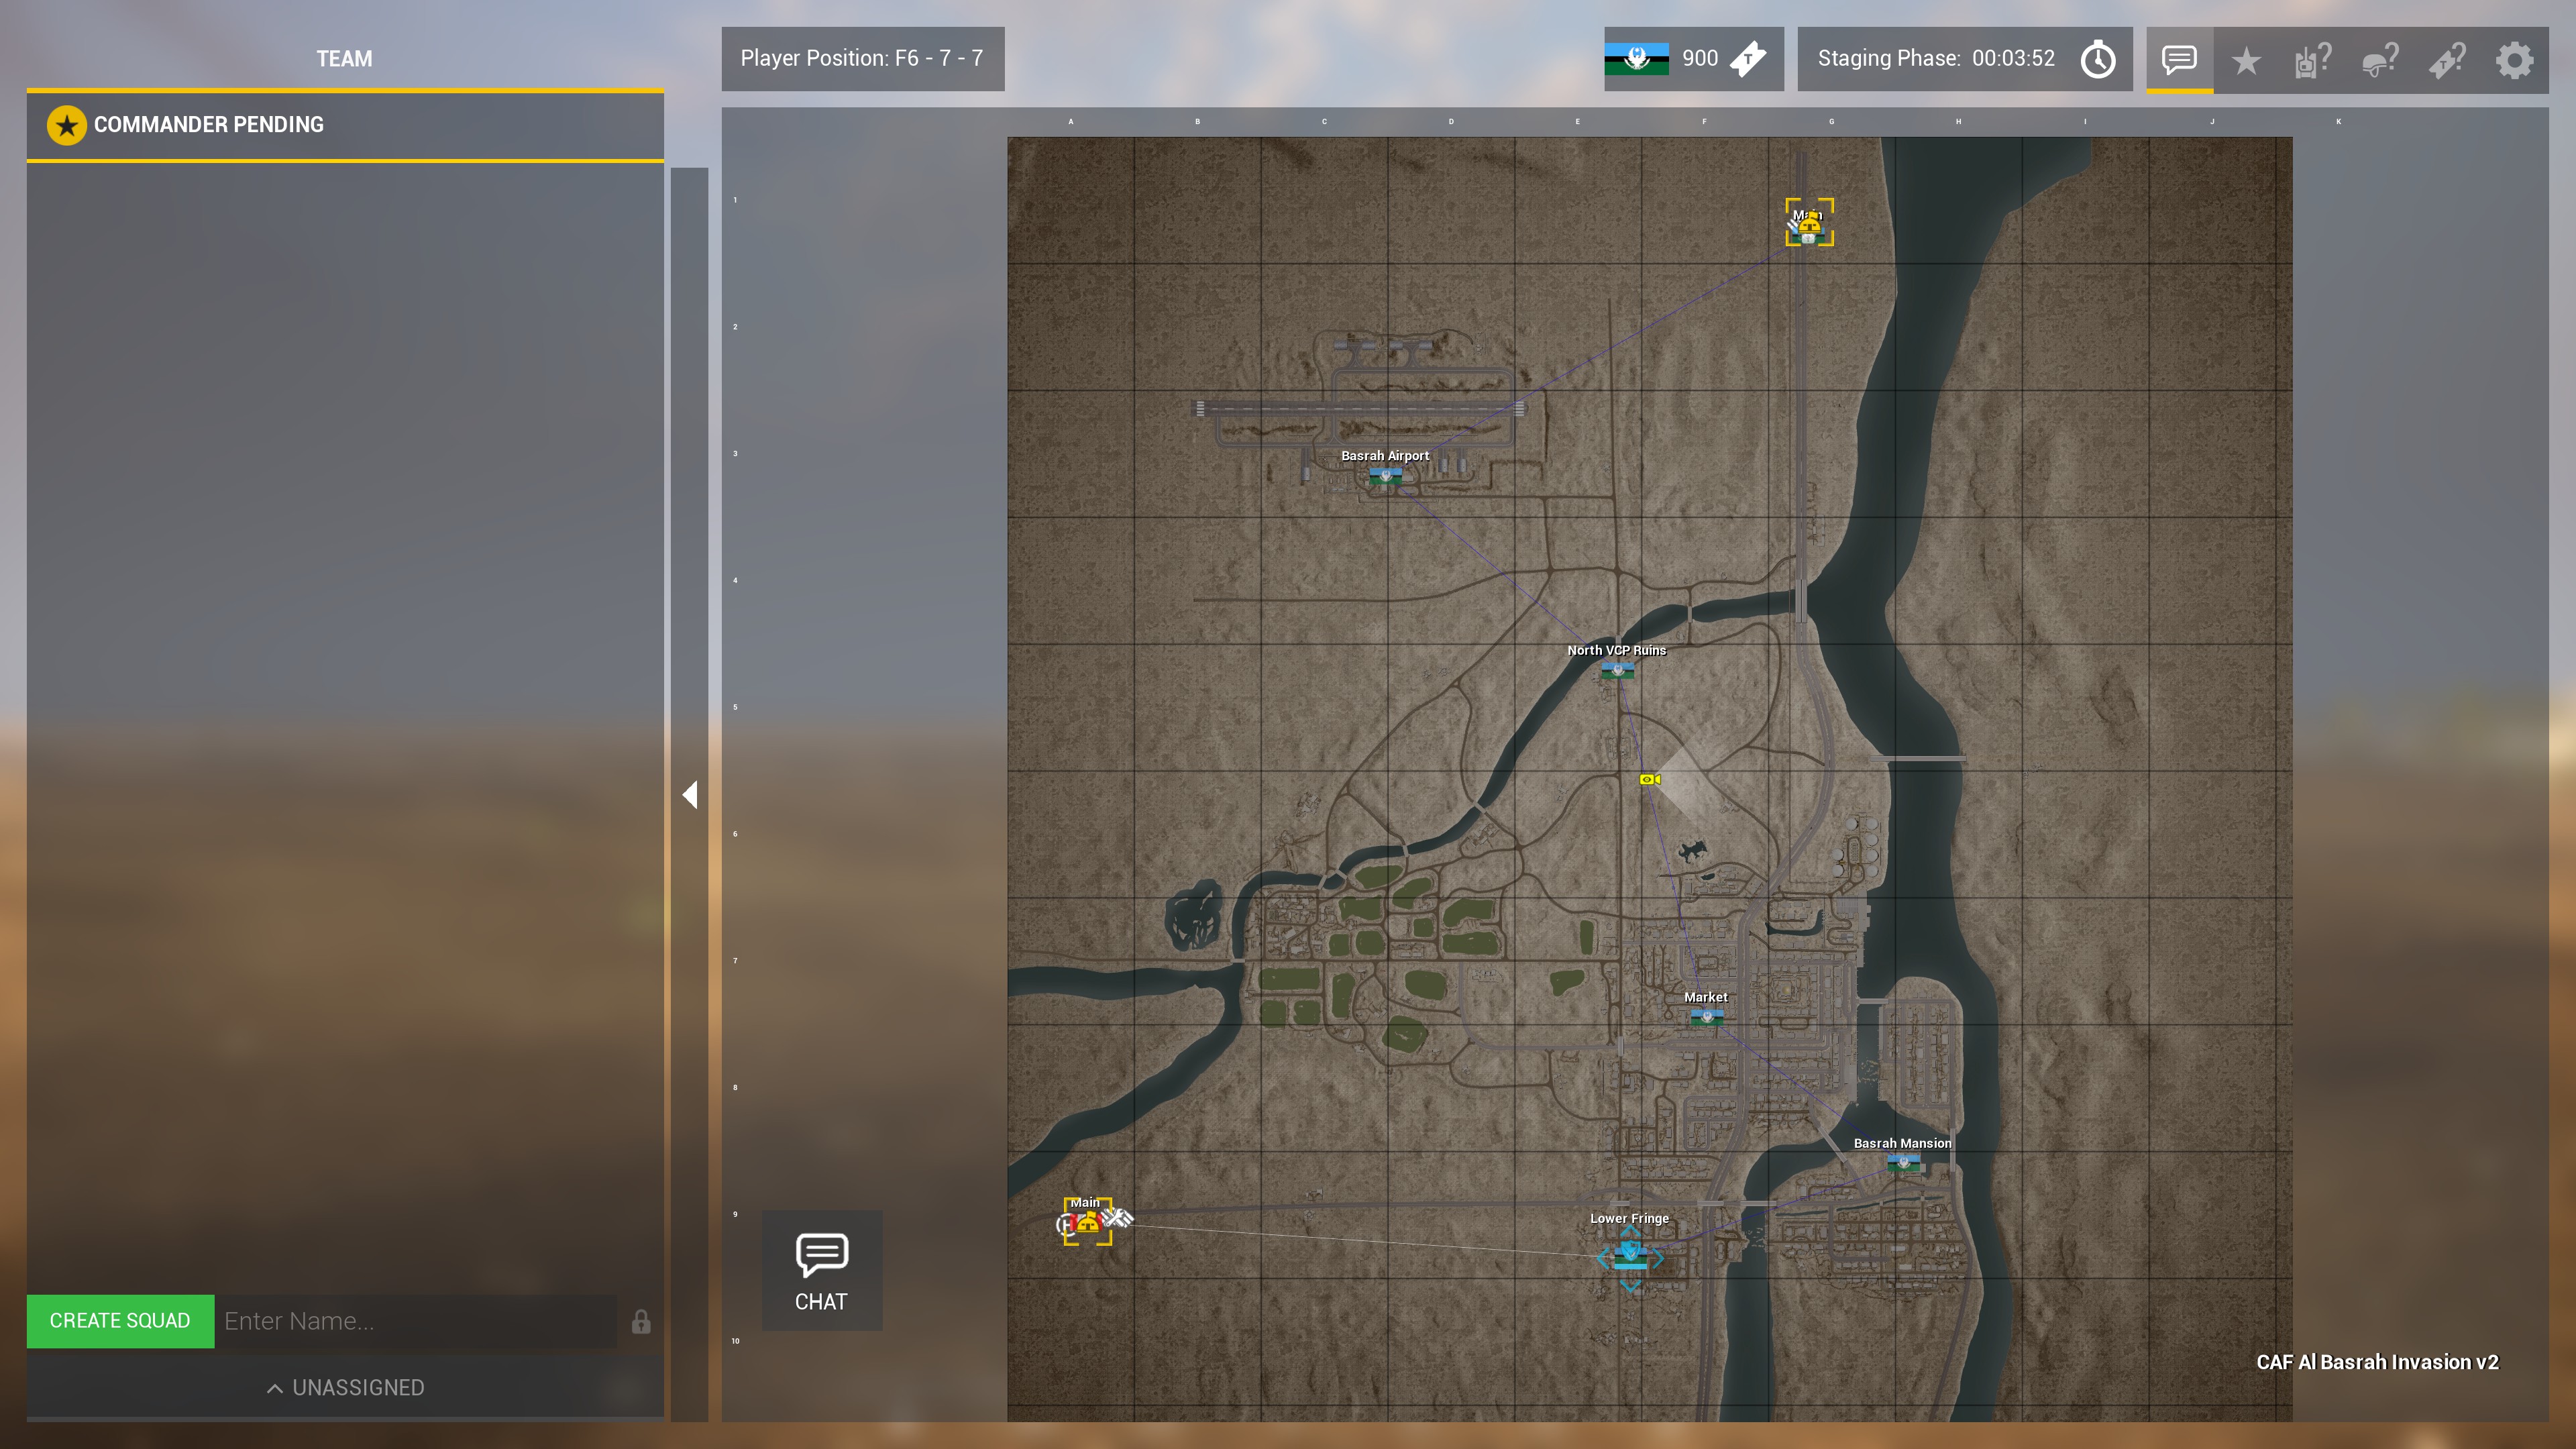 TEAM
Player Position: F6 - 7 - 7
900
T
Staging Phase: 00:03:52
?
?
T?
COMMANDER PENDING
A B C D E F G H I J K
1
Main
2
3
Basrah Airport
4
North VCP Ruins
5
6
7
Market
8
Basrah Mansion
9
Main
H
Lower Fringe
CHAT
CREATE SQUAD
Enter Name...
10
CAF Al Basrah Invasion v2
UNASSIGNED